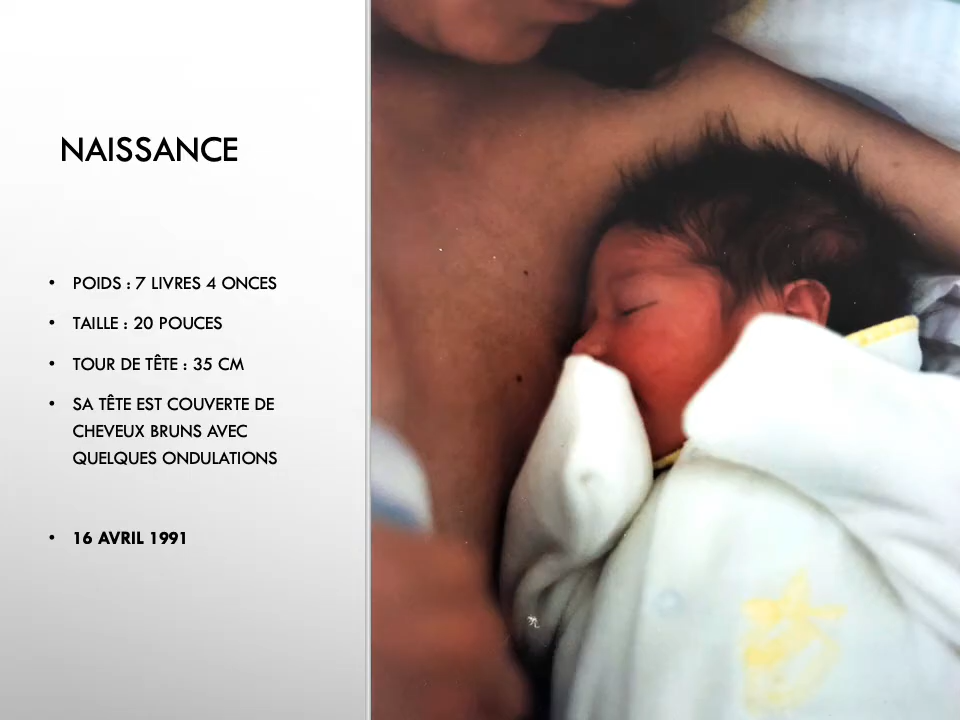 NAISSANCE
• POIDS : 7 LIVRES 4 ONCES
• TAILLE : 20 POUCES
• TOUR DE TÊTE : 35 CM
• SA TÊTE EST COUVERTE DE
CHEVEUX BRUNS AVEC
QUELQUES ONDULATIONS
• 16 AVRIL 1991